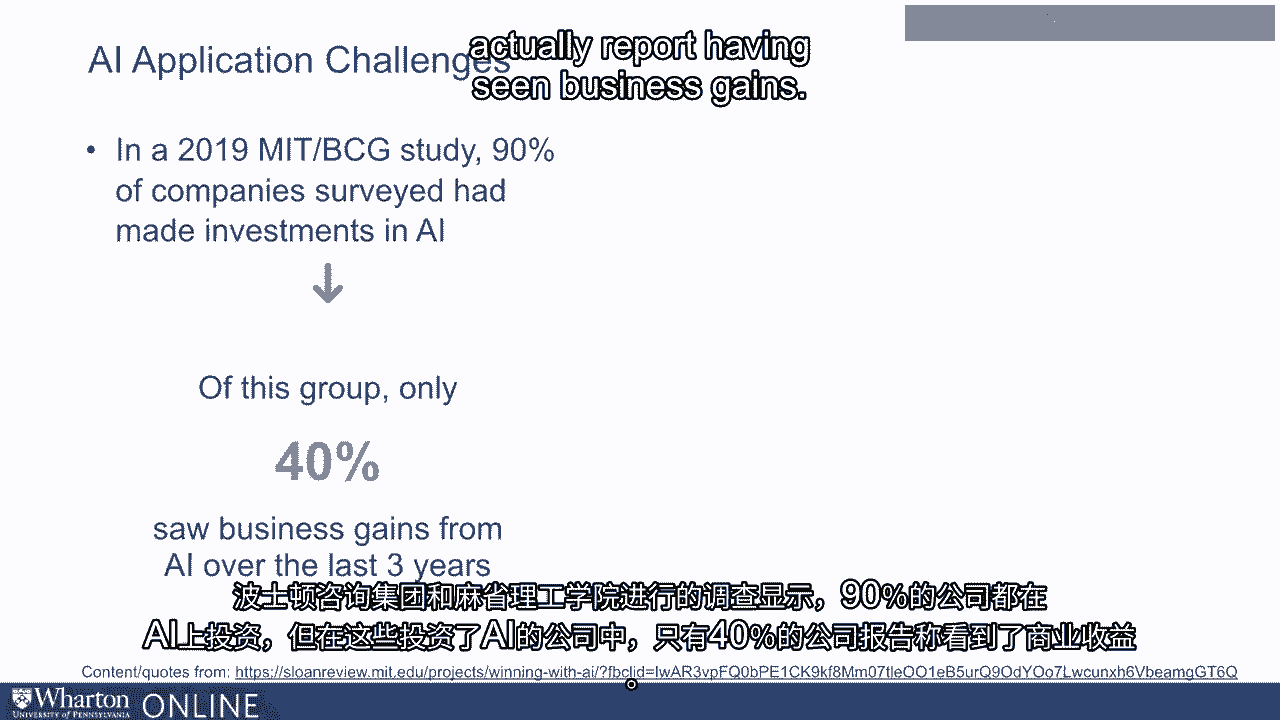 AI Application Challenges
actually report having
seen business gains.
• In a 2019 MIT/BCG study, 90%
of companies surveyed had
made investments in AI
↓
Of this group, only
40%
saw business gains from
AI over the last 3 years
波士顿咨询集团和麻省理工学院进行的调查显示，90%的公司都在
AI上投资，但在这些投资了AI的公司中，只有40%的公司报告称看到了商业收益
Content/quotes from: https://sloanreview.mit.edu/projects/winning-with-ai/?fbclid=IwAR3vpFQ0bPE1CK9kf8Mm07tleOO1eB5urQ9OdYOo7Lwcunxh6VbeamgGT6Q
Wharton
UNIVERSITY of PENNSYLVANIA
ONLINE